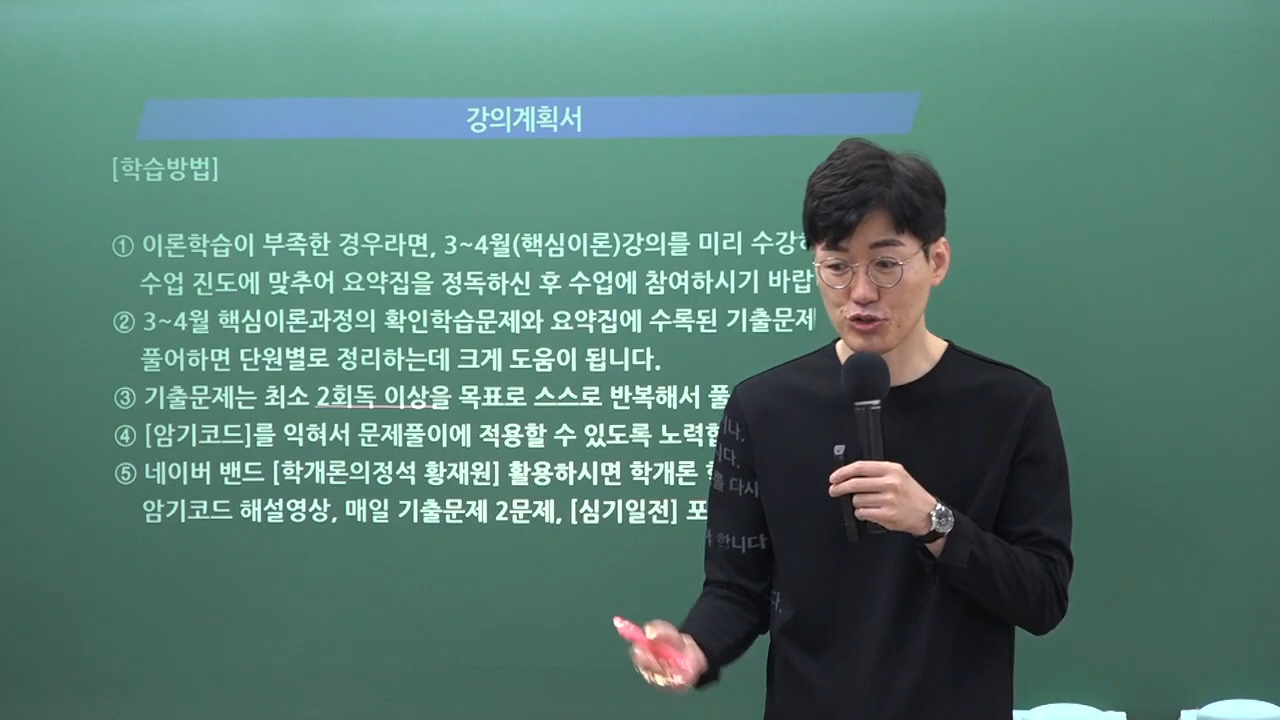 강의계획서
[학습방법]
① 이론학습이 부족한 경우라면, 3~4월(핵심이론)강의를 미리
수업 진도에 맞추어 요약집을 정독하신 후 수업에 참여하시기
② 3~4월 핵심이론과정의 확인학습문제와 요약집에 수록된 기출문제
풀어하면 단원별로 정리하는데 크게 도움이 됩니다.
③ 기출문제는 최소 2회독 이상을 목표로 스스로 반복해서
④ [암기코드]를 익혀서 문제풀이에 적용할 수 있도록
⑤ 네이버 밴드 [학개론의정석 황재원] 활용하시면 학개론
를 다시
암기코드 해설영상, 매일 기출문제 2문제, [심기일전]
합니다